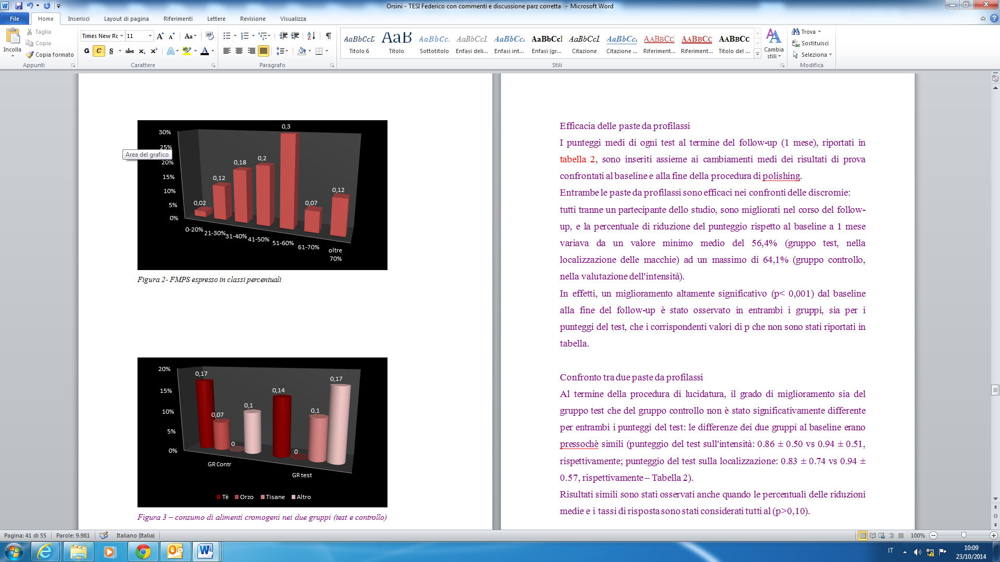 Orsini - TESI Federico con commenti e discussione parz corretta - Microsoft Word
File Home Inserisci Layout di pagina Riferimenti Lettere Revisione Visualizza
Incolla
Taglia
Copia
Copia formato
Appunti
Times New Rc 11
G C S abc x₂ x²
Carattere
Paragrafo
AaBbCcD AaB AaBbCc. AaBbCcL AaBbCc. AaBbCcI AaBbCcL AaBbCc. AABBCC AABBCC AABBCC
Titolo 6 Titolo Sottotitolo Enfasi deli... Enfasi int... Enfasi (gr... Citazione Citazione ... Riferiment... Riferiment... Titolo del ...
Stili
Cambia
stili
Trova
Sostituisci
Seleziona
Modifica
30%
25%
20%
15%
10%
5%
0%
0,02
0,12
0,18
0,2
0,3
0,07
0,12
0-20%
21-30%
31-40%
41-50%
51-60%
61-70%
oltre
70%
Area del grafico
Figura 2- FMPS espresso in classi percentuali
20%
15%
10%
5%
0%
0,17
0,07
0
0,1
0,14
0
0,1
0,17
GR Contr
GR test
Tè Orzo Tisane Altro
Figura 3 – consumo di alimenti cromogeni nei due gruppi (test e controllo)
Efficacia delle paste da profilassi
I punteggi medi di ogni test al termine del follow-up (1 mese), riportati in
tabella 2, sono inseriti assieme ai cambiamenti medi dei risultati di prova
confrontati al baseline e alla fine della procedura di polishing.
Entrambe le paste da profilassi sono efficaci nei confronti delle discromie:
tutti tranne un partecipante dello studio, sono migliorati nel corso del follow-
up, e la percentuale di riduzione del punteggio rispetto al baseline a 1 mese
variava da un valore minimo medio del 56,4% (gruppo test, nella
localizzazione delle macchie) ad un massimo di 64,1% (gruppo controllo,
nella valutazione dell'intensità).
In effetti, un miglioramento altamente significativo (p< 0,001) dal baseline
alla fine del follow-up è stato osservato in entrambi i gruppi, sia per i
punteggi del test, che i corrispondenti valori di p che non sono stati riportati in
tabella.
Confronto tra due paste da profilassi
Al termine della procedura di lucidatura, il grado di miglioramento sia del
gruppo test che del gruppo controllo non è stato significativamente differente
per entrambi i punteggi del test: le differenze dei due gruppi al baseline erano
pressochè simili (punteggio del test sull'intensità: 0.86 ± 0.50 vs 0.94 ± 0.51,
rispettivamente; punteggio del test sulla localizzazione: 0.83 ± 0.74 vs 0.94 ±
0.57, rispettivamente – Tabella 2).
Risultati simili sono stati osservati anche quando le percentuali delle riduzioni
medie e i tassi di risposta sono stati considerati tutti al (p>0,10).
Pagina: 41 di 55 Parole: 9.981 Italiano (Italia)
100%
IT
10:09
23/10/2014